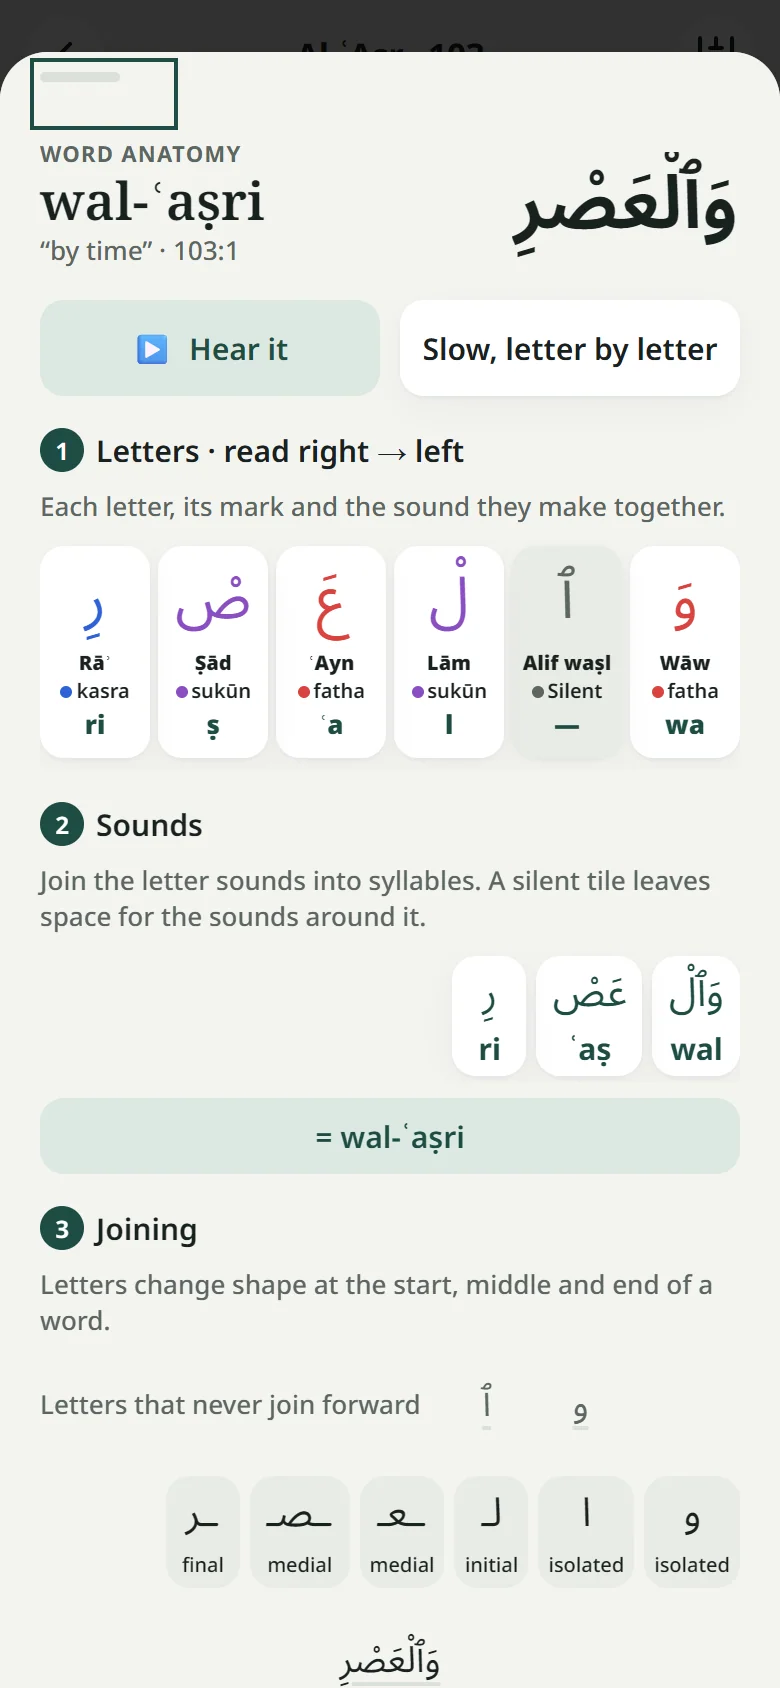 Al-ʿAṣr · 103
WORD ANATOMY
wal-ʿaṣri
وَٱلْعَصْرِ
“by time” · 103:1
Hear it
Slow, letter by letter
1 Letters · read right → left
Each letter, its mark and the sound they make together.
رِ صْ عَ لْ ٱ وَ
Rāʾ Ṣād ʿAyn Lām Alif waṣl Wāw
kasra sukūn fatha sukūn Silent fatha
ri ṣ ʿa l — wa
2 Sounds
Join the letter sounds into syllables. A silent tile leaves
space for the sounds around it.
رِ عَصْ وَٱلْ
ri ʿaṣ wal
= wal-ʿaṣri
3 Joining
Letters change shape at the start, middle and end of a
word.
Letters that never join forward ٱ و
ـر ـصـ ـعـ لـ ا و
final medial medial initial isolated isolated
وَٱلْعَصْرِ